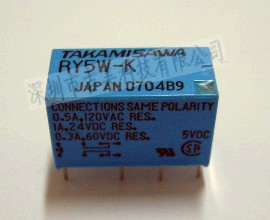 TAKAMISAWA
RY5W-K
JAPAN 0704B9
CONNECTIONS SAME POLARITY
0.5A,120VAC RES.
1A,24VDC RES.
0.3A,60VDC RES.
5VDC